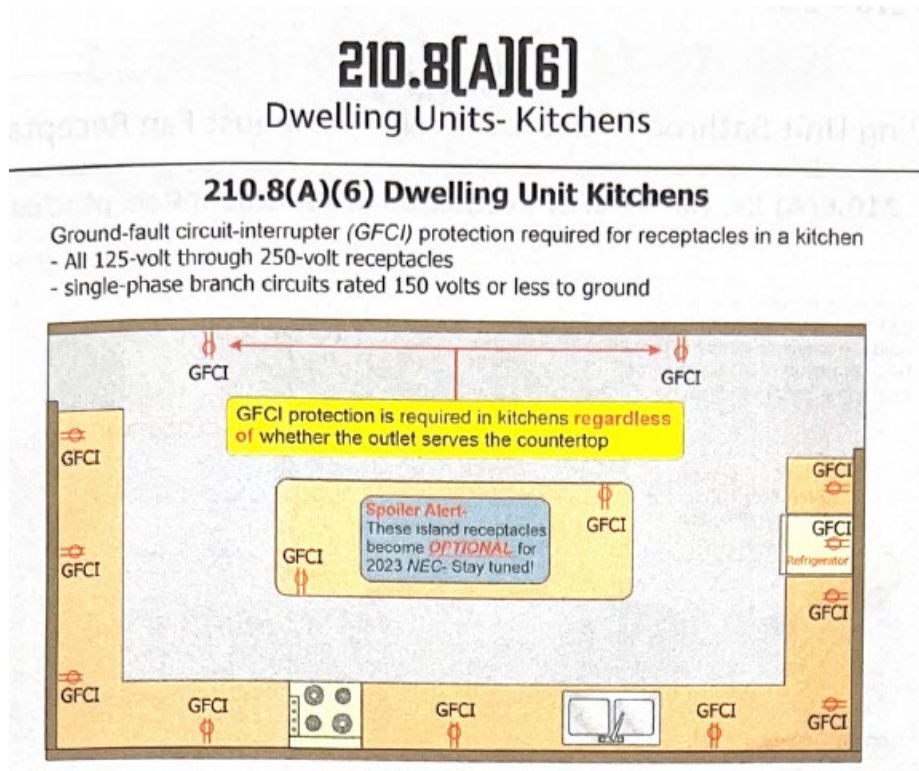 210.8(A)(6)
Dwelling Units- Kitchens
210.8(A)(6) Dwelling Unit Kitchens
Ground-fault circuit-interrupter (GFCI) protection required for receptacles in a kitchen
- All 125-volt through 250-volt receptacles
- single-phase branch circuits rated 150 volts or less to ground
GFCI
GFCI
GFCI protection is required in kitchens regardless
of whether the outlet serves the countertop
GFCI
GFCI
Spoiler Alert-
These island receptacles
become OPTIONAL for
2023 NEC- Stay tuned!
GFCI
GFCI
GFCI
Refrigerator
GFCI
GFCI
GFCI
GFCI
GFCI
GFCI
GFCI
GFCI